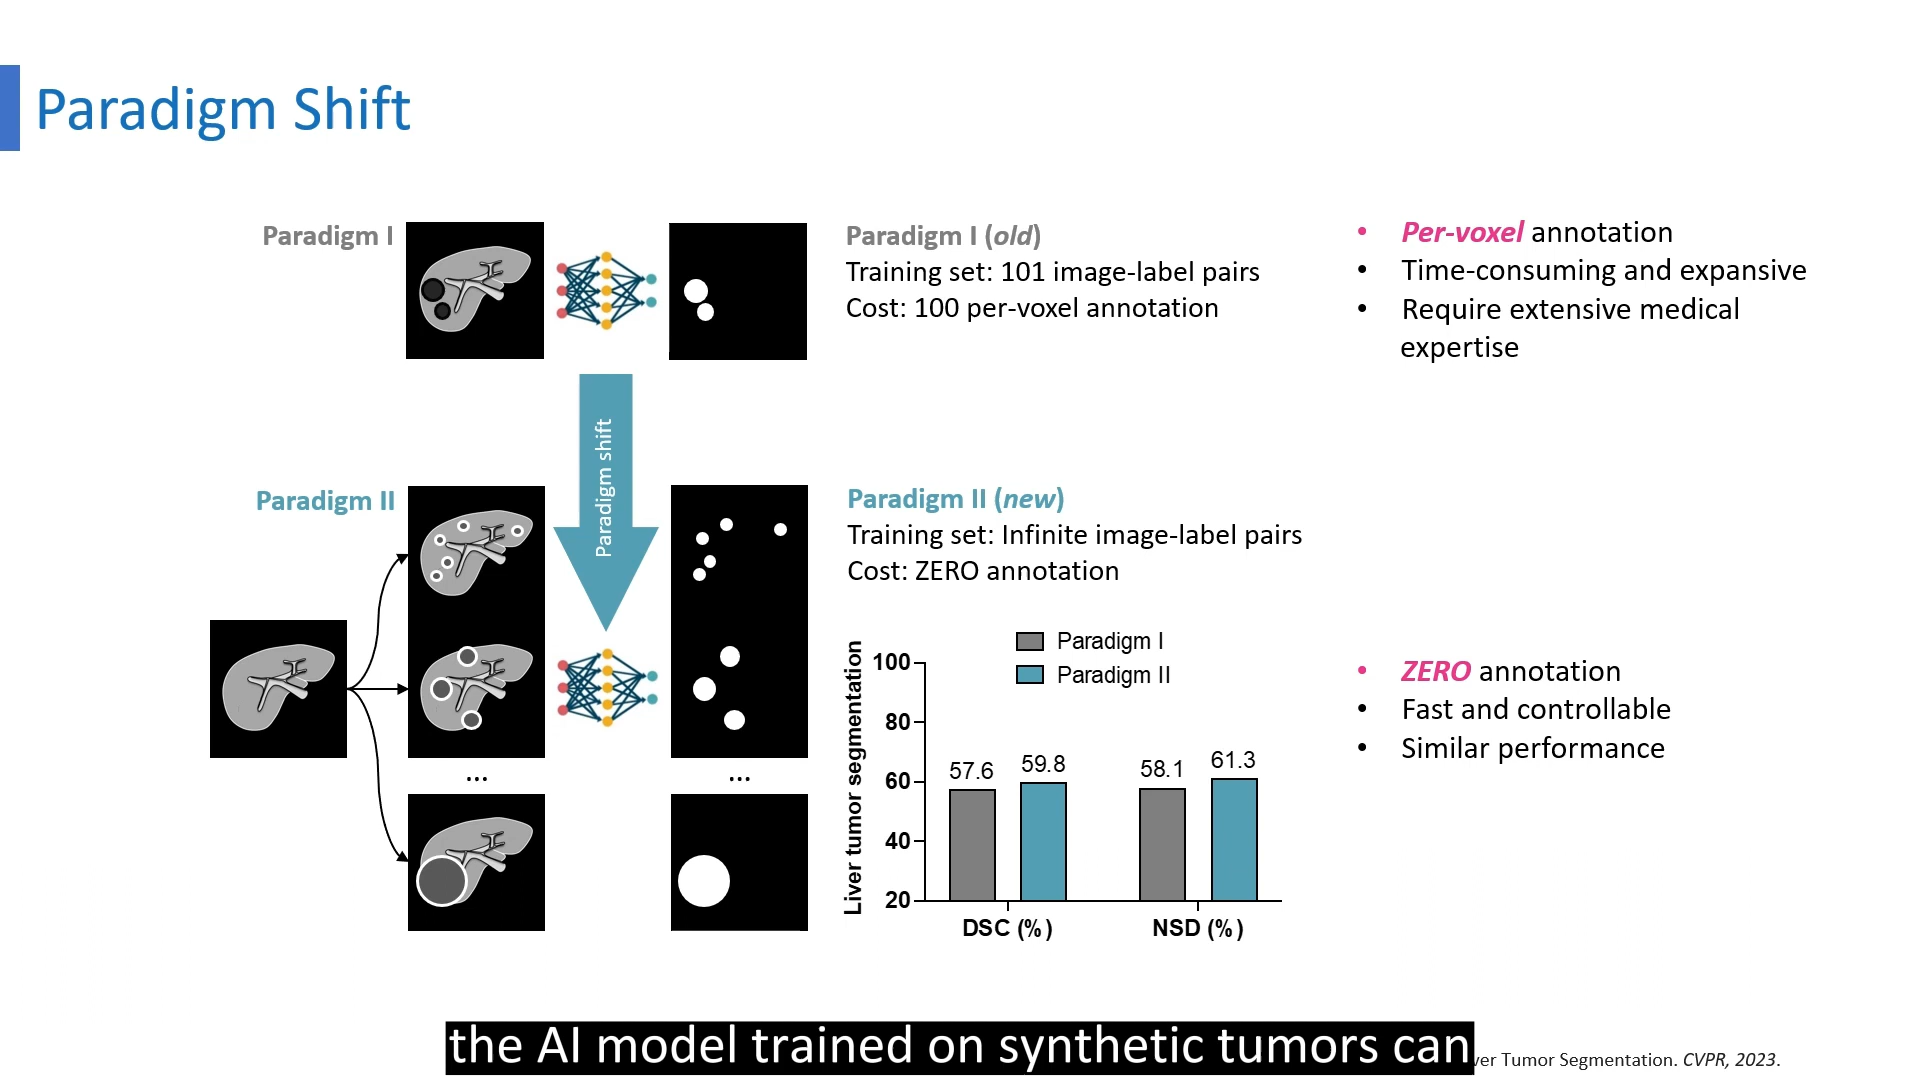 Paradigm Shift
Paradigm I
Paradigm I (old)
Training set: 101 image-label pairs
Cost: 100 per-voxel annotation
• Per-voxel annotation
• Time-consuming and expansive
• Require extensive medical
expertise
Paradigm shift
Paradigm II
...
...
Paradigm II (new)
Training set: Infinite image-label pairs
Cost: ZERO annotation
Liver tumor segmentation
Paradigm I
Paradigm II
100
80
60
40
20
57.6
59.8
58.1
61.3
DSC (%)
NSD (%)
• ZERO annotation
• Fast and controllable
• Similar performance
the AI model trained on synthetic tumors can
Tumor Segmentation. CVPR, 2023.